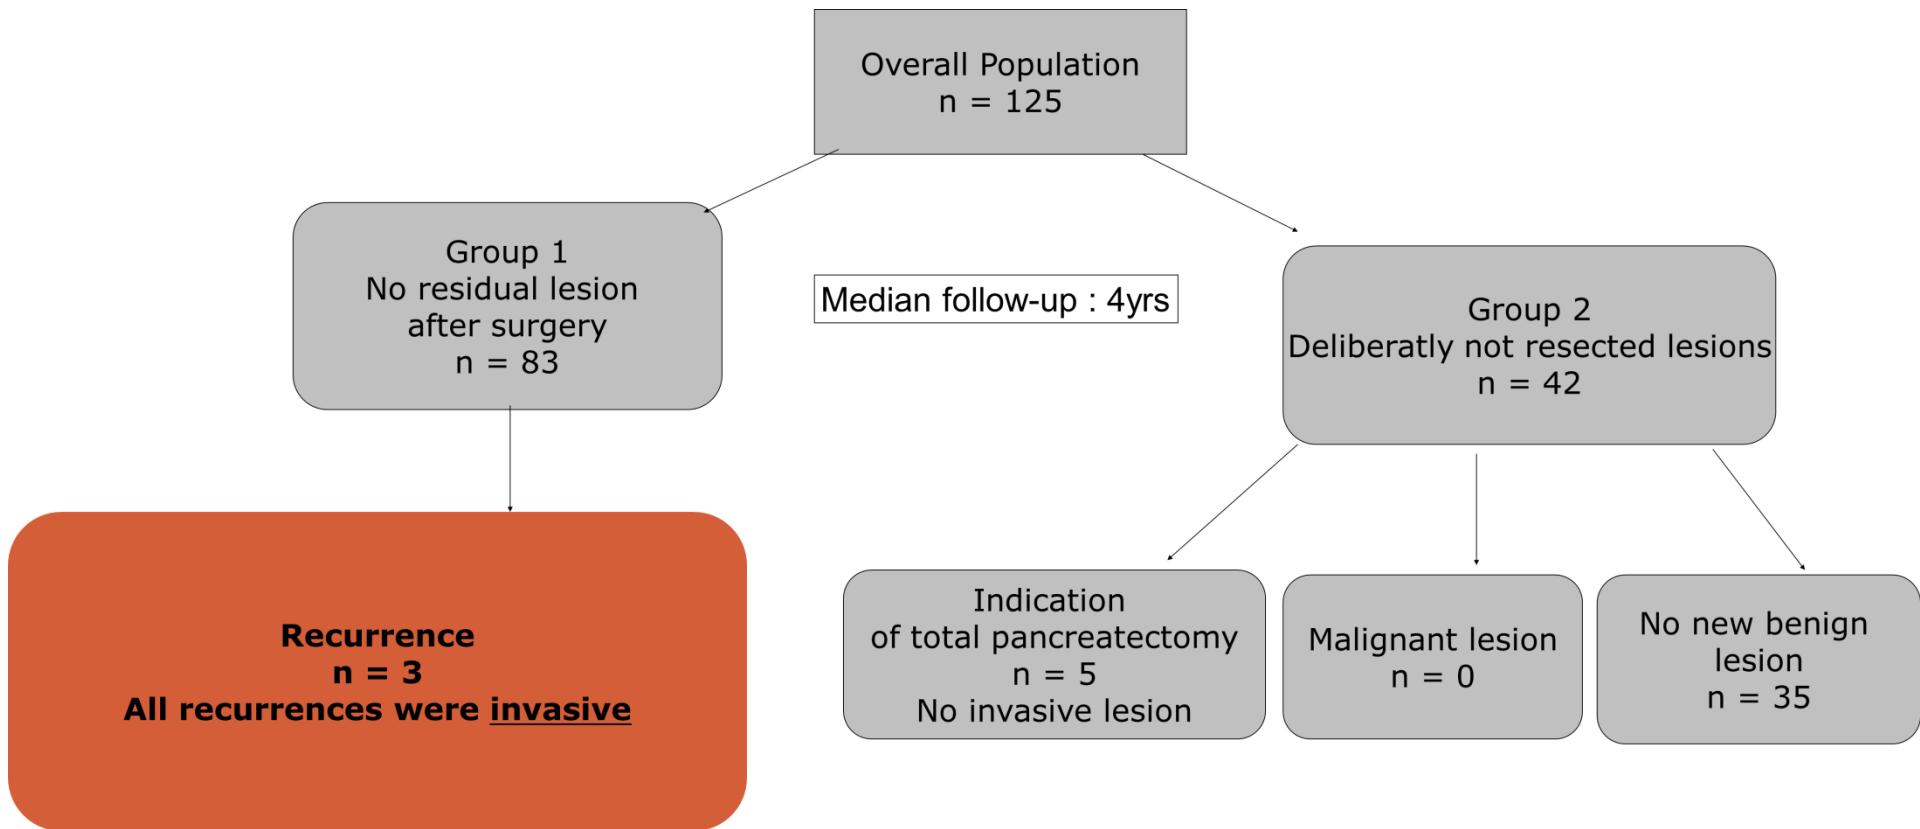 Overall Population
n = 125
Group 1
No residual lesion
after surgery
n = 83
Median follow-up : 4yrs
Group 2
Deliberatly not resected lesions
n = 42
Recurrence
n = 3
All recurrences were invasive
Indication
of total pancreatectomy
n = 5
No invasive lesion
Malignant lesion
n = 0
No new benign
lesion
n = 35